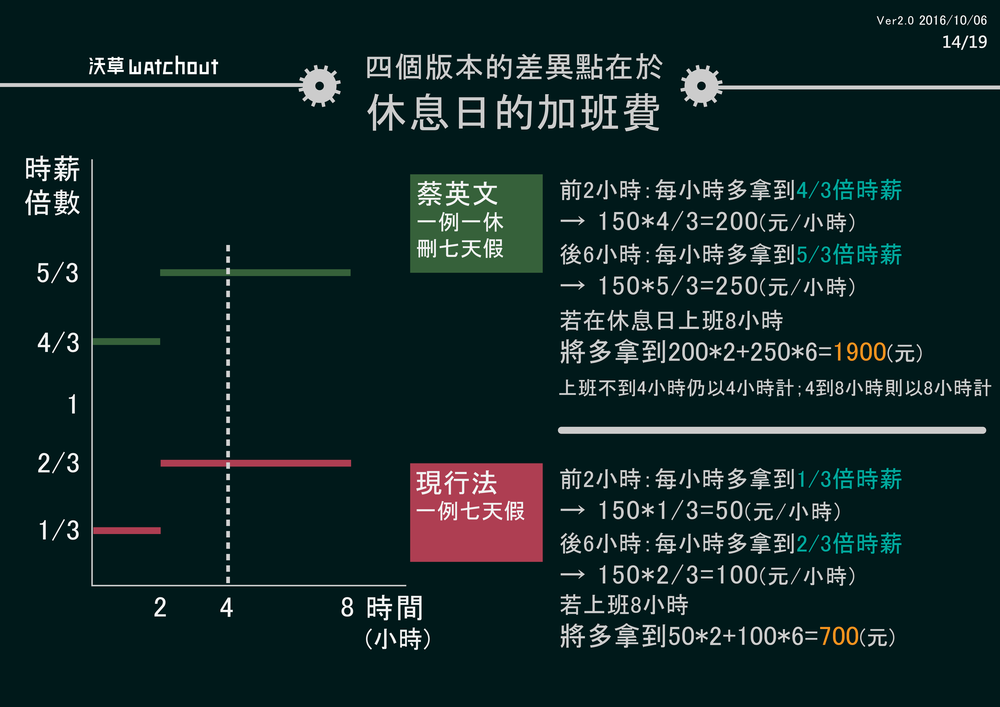 Ver2.0 2016/10/06
14/19
沃草 watchout
四個版本的差異點在於
休息日的加班費
時薪
倍數
5/3
4/3
1
2/3
1/3
2
4
8 時間
(小時)
蔡英文
一例一休
刪七天假
前2小時:每小時多拿到4/3倍時薪
→ 150*4/3=200(元/小時)
後6小時:每小時多拿到5/3倍時薪
→ 150*5/3=250(元/小時)
若在休息日上班8小時
將多拿到200*2+250*6=1900(元)
上班不到4小時仍以4小時計;4到8小時則以8小時計
現行法
一例七天假
前2小時:每小時多拿到1/3倍時薪
→ 150*1/3=50(元/小時)
後6小時:每小時多拿到2/3倍時薪
→ 150*2/3=100(元/小時)
若上班8小時
將多拿到50*2+100*6=700(元)